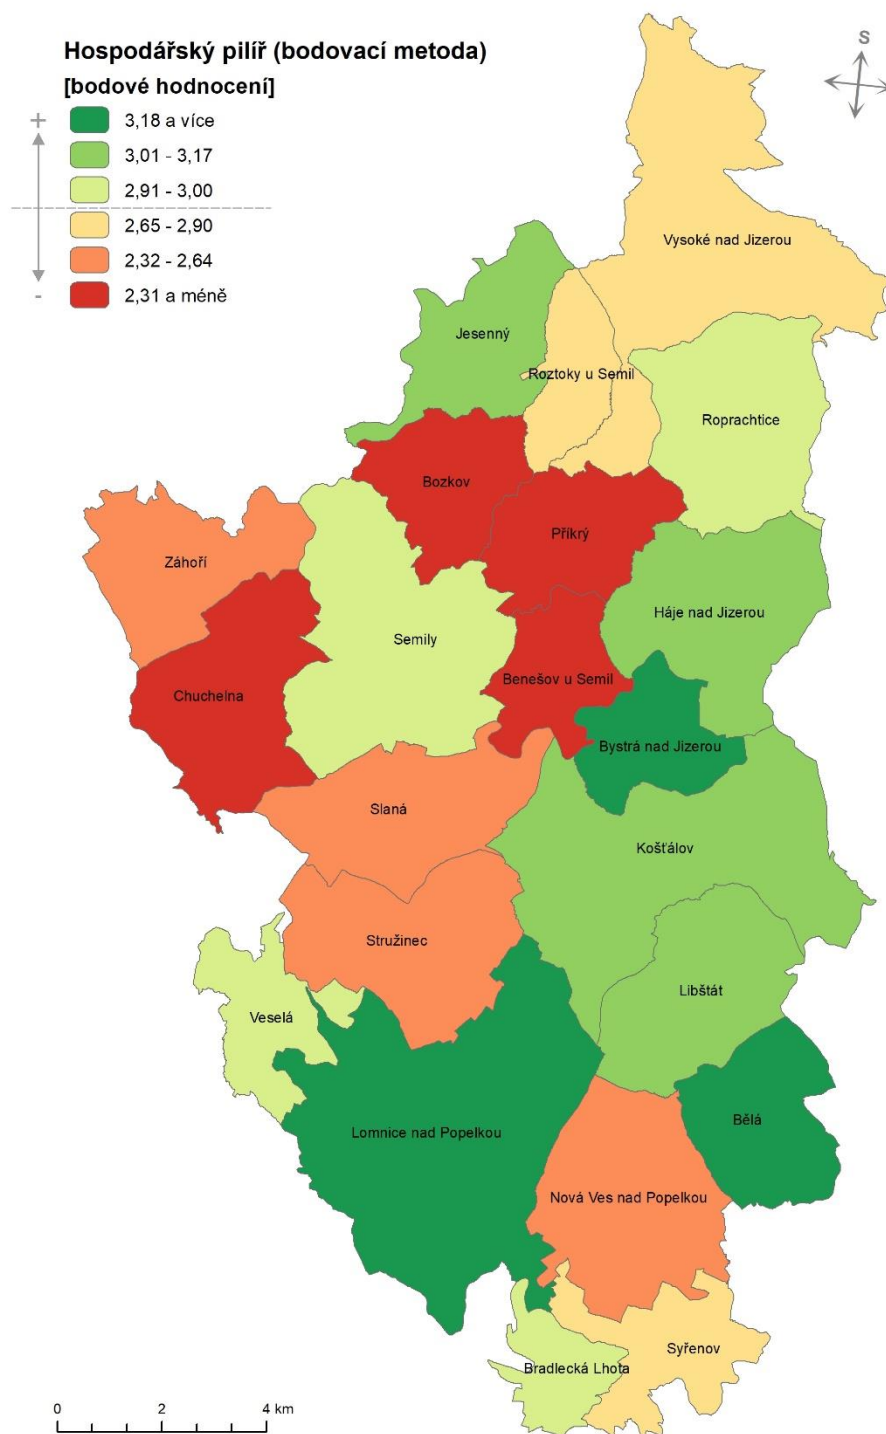 Hospodářský pilíř (bodovací metoda)
[bodové hodnocení]
S
+
3,18 a více
3,01 - 3,17
2,91 - 3,00
2,65 - 2,90
2,32 - 2,64
-
2,31 a méně
Vysoké nad Jizerou
Jesenný
Roztoky u Semil
Roprachtice
Bozkov
Příkrý
Záhoří
Háje nad Jizerou
Semily
Benešov u Semil
Chuchelna
Bystrá nad Jizerou
Slaná
Košťálov
Stružinec
Libštát
Veselá
Bělá
Lomnice nad Popelkou
Nová Ves nad Popelkou
Syřenov
Bradlecká Lhota
0 2 4 km